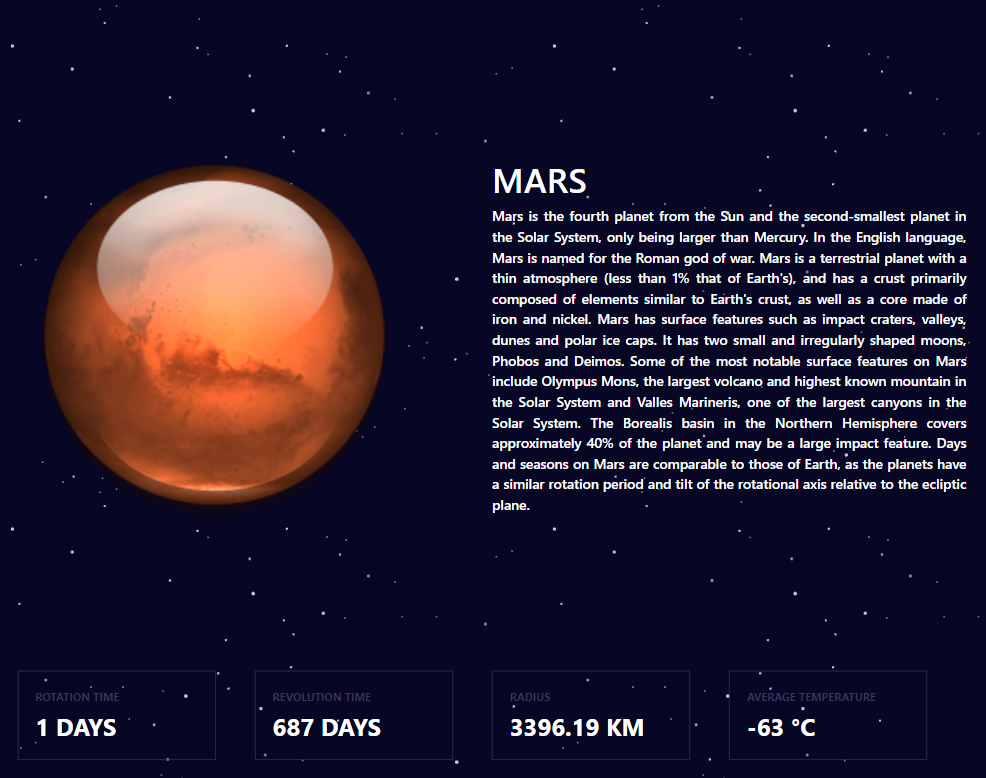 MARS
Mars is the fourth planet from the Sun and the second-smallest planet in
the Solar System, only being larger than Mercury. In the English language,
Mars is named for the Roman god of war. Mars is a terrestrial planet with a
thin atmosphere (less than 1% that of Earth's), and has a crust primarily
composed of elements similar to Earth's crust, as well as a core made of
iron and nickel. Mars has surface features such as impact craters, valleys,
dunes and polar ice caps. It has two small and irregularly shaped moons,
Phobos and Deimos. Some of the most notable surface features on Mars
include Olympus Mons, the largest volcano and highest known mountain in
the Solar System and Valles Marineris, one of the largest canyons in the
Solar System. The Borealis basin in the Northern Hemisphere covers
approximately 40% of the planet and may be a large impact feature. Days
and seasons on Mars are comparable to those of Earth, as the planets have
a similar rotation period and tilt of the rotational axis relative to the ecliptic
plane.
ROTATION TIME
1 DAYS
REVOLUTION TIME
687 DAYS
RADIUS
3396.19 KM
AVERAGE TEMPERATURE
-63 °C